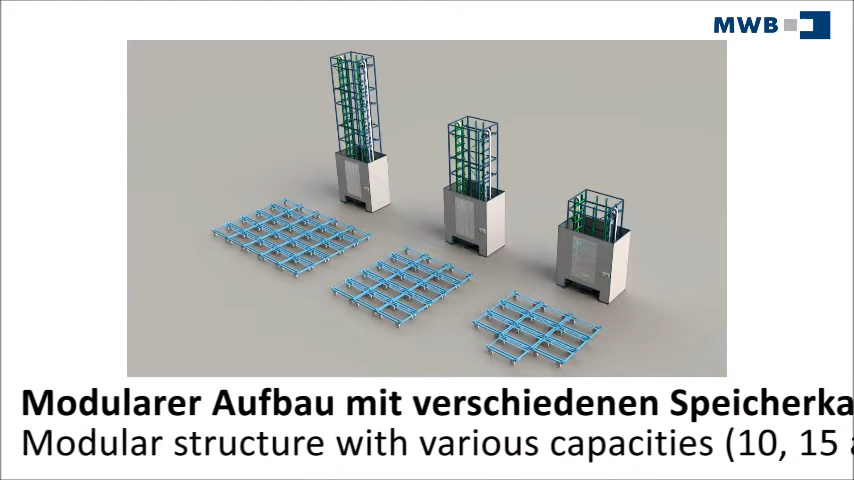 MWB
Modularer Aufbau mit verschiedenen Speicherka
Modular structure with various capacities (10, 15 a